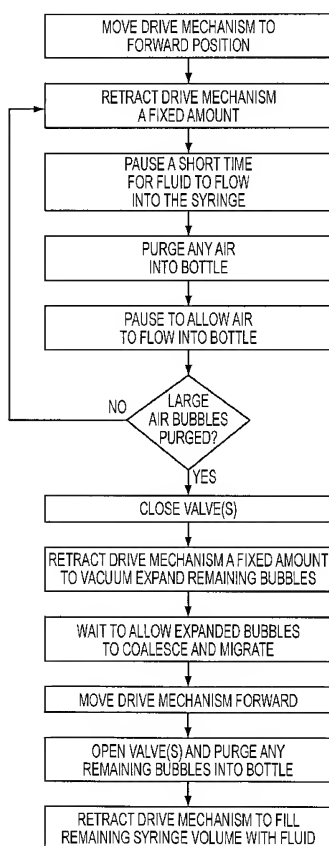 MOVE DRIVE MECHANISM TO
FORWARD POSITION
RETRACT DRIVE MECHANISM
A FIXED AMOUNT
PAUSE A SHORT TIME
FOR FLUID TO FLOW
INTO THE SYRINGE
PURGE ANY AIR
INTO BOTTLE
PAUSE TO ALLOW AIR
TO FLOW INTO BOTTLE
LARGE
AIR BUBBLES
PURGED?
NO
YES
CLOSE VALVE(S)
RETRACT DRIVE MECHANISM A FIXED AMOUNT
TO VACUUM EXPAND REMAINING BUBBLES
WAIT TO ALLOW EXPANDED BUBBLES
TO COALESCE AND MIGRATE
MOVE DRIVE MECHANISM FORWARD
OPEN VALVE(S) AND PURGE ANY
REMAINING BUBBLES INTO BOTTLE
RETRACT DRIVE MECHANISM TO FILL
REMAINING SYRINGE VOLUME WITH FLUID